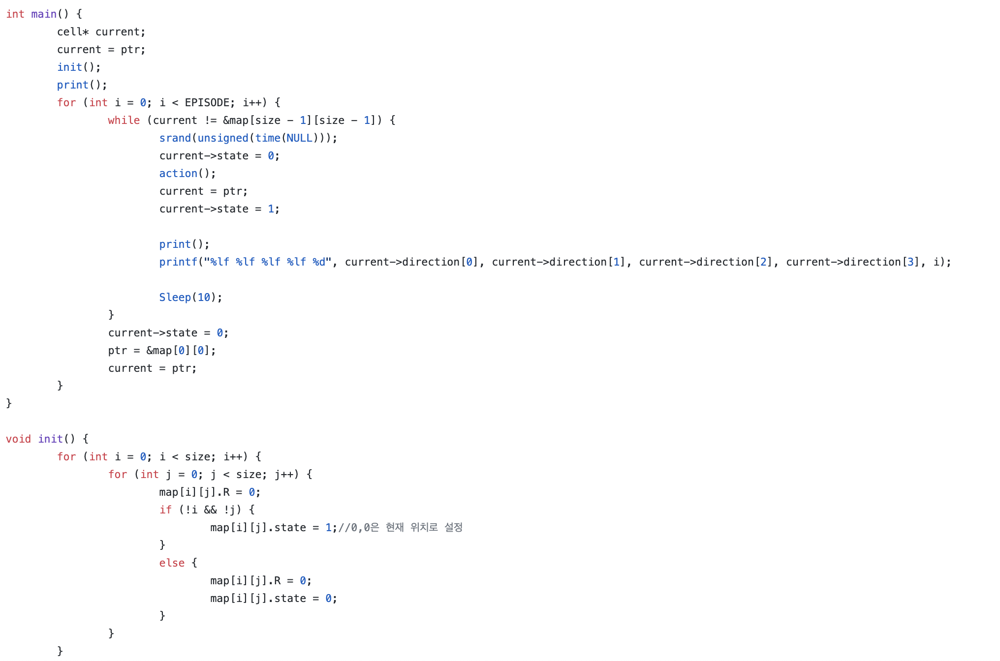 int main() {
cell* current;
current = ptr;
init();
print();
for (int i = 0; i < EPISODE; i++) {
while (current != &map[size - 1][size - 1]) {
srand(unsigned(time(NULL)));
current->state = 0;
action();
current = ptr;
current->state = 1;
print();
printf("%lf %lf %lf %lf %d", current->direction[0], current->direction[1], current->direction[2], current->direction[3], i);
Sleep(10);
}
current->state = 0;
ptr = &map[0][0];
current = ptr;
}
}
void init() {
for (int i = 0; i < size; i++) {
for (int j = 0; j < size; j++) {
map[i][j].R = 0;
if (!i && !j) {
map[i][j].state = 1;//0,0은 현재 위치로 설정
}
else {
map[i][j].R = 0;
map[i][j].state = 0;
}
}
}